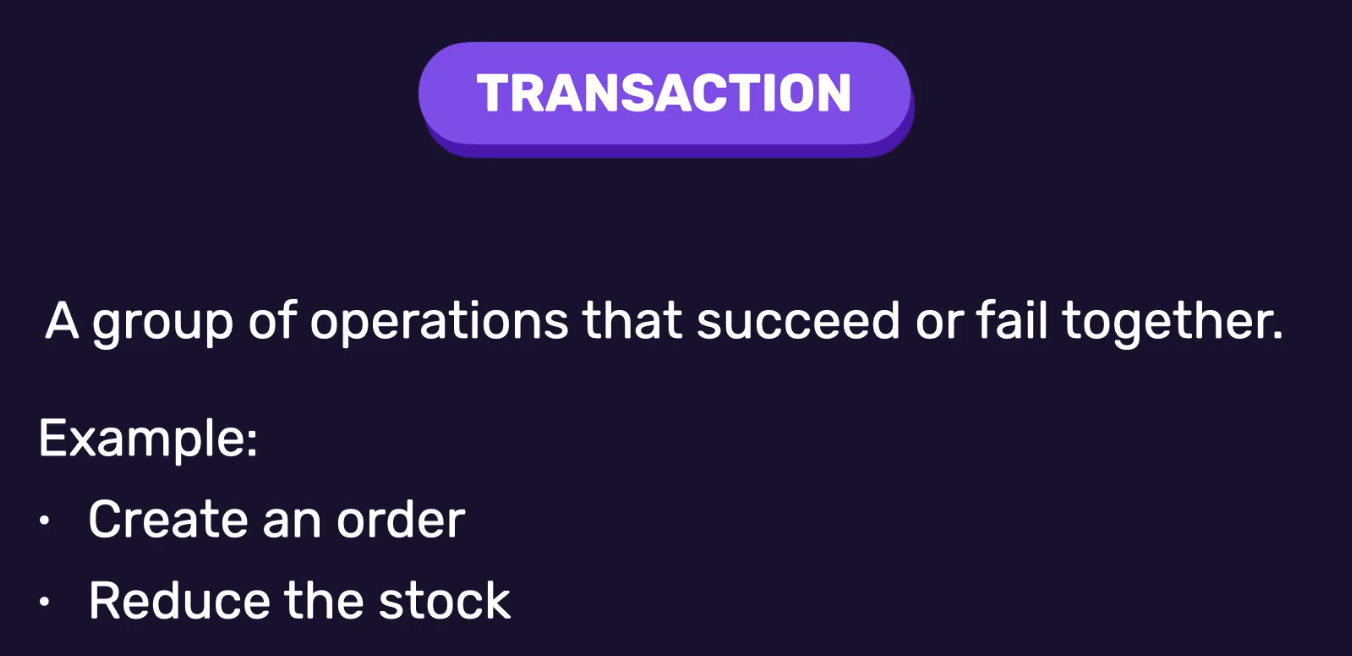 TRANSACTION
A group of operations that succeed or fail together.
Example:
• Create an order
• Reduce the stock